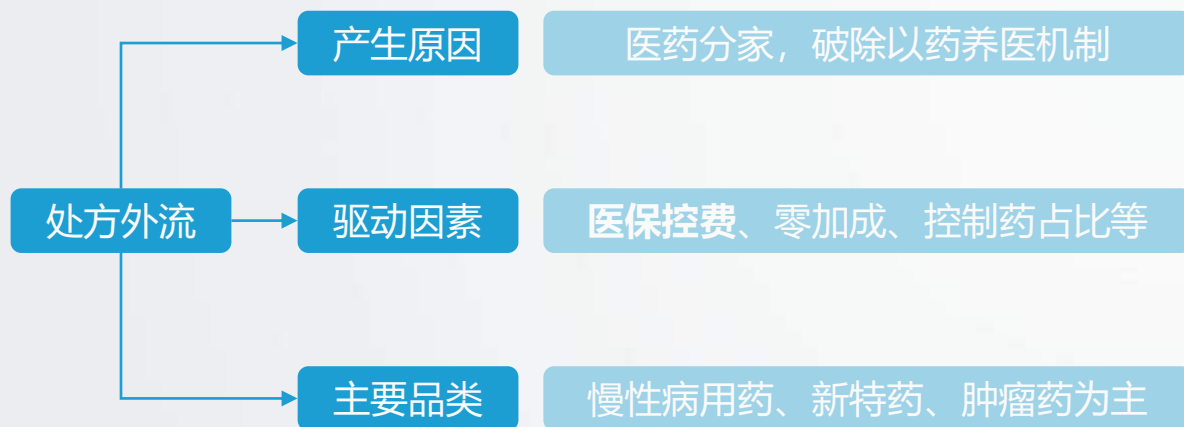 产生原因
医药分家，破除以药养医机制
处方外流
驱动因素
医保控费、零加成、控制药占比等
主要品类
慢性病用药、新特药、肿瘤药为主